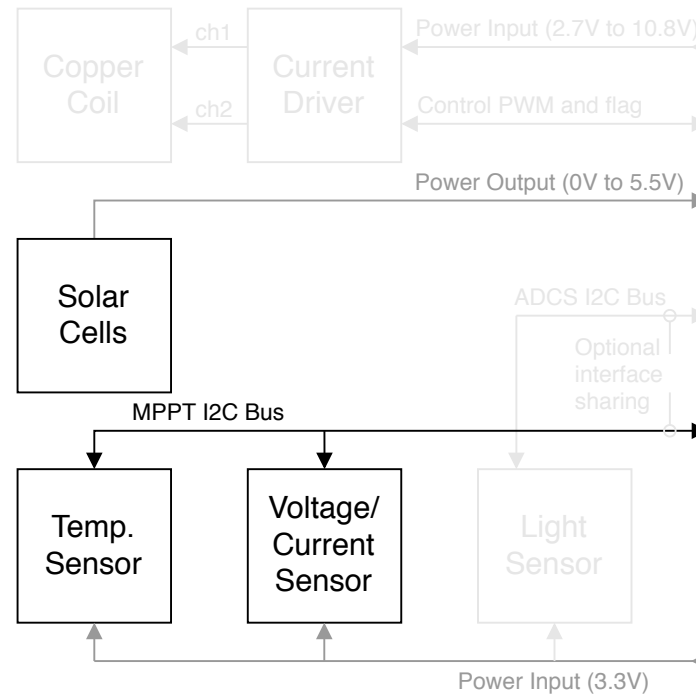 Copper
Coil
ch1
ch2
Current
Driver
Power Input (2.7V to 10.8V)
Control PWM and flag
Power Output (0V to 5.5V)
Solar
Cells
ADCS I2C Bus
Optional
interface
sharing
MPPT I2C Bus
Temp.
Sensor
Voltage/
Current
Sensor
Light
Sensor
Power Input (3.3V)